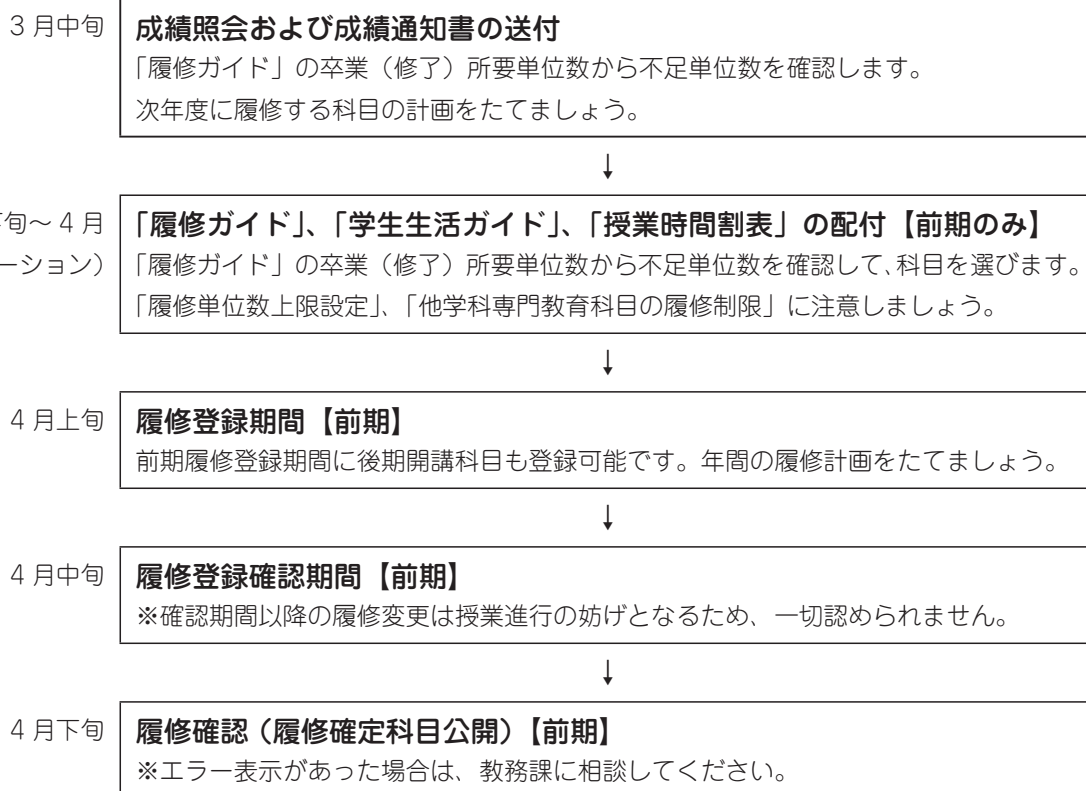 3 月中旬
成績照会および成績通知書の送付
「履修ガイド」の卒業（修了）所要単位数から不足単位数を確認します。
次年度に履修する科目の計画をたてましょう。
↓
旬～ 4 月
ーション）
「履修ガイド」、「学生生活ガイド」、「授業時間割表」の配付【前期のみ】
「履修ガイド」の卒業（修了）所要単位数から不足単位数を確認して、科目を選びます。
「履修単位数上限設定」、「他学科専門教育科目の履修制限」に注意しましょう。
↓
4 月上旬
履修登録期間【前期】
前期履修登録期間に後期開講科目も登録可能です。年間の履修計画をたてましょう。
↓
4 月中旬
履修登録確認期間【前期】
※確認期間以降の履修変更は授業進行の妨げとなるため、一切認められません。
↓
4 月下旬
履修確認（履修確定科目公開）【前期】
※エラー表示があった場合は、教務課に相談してください。